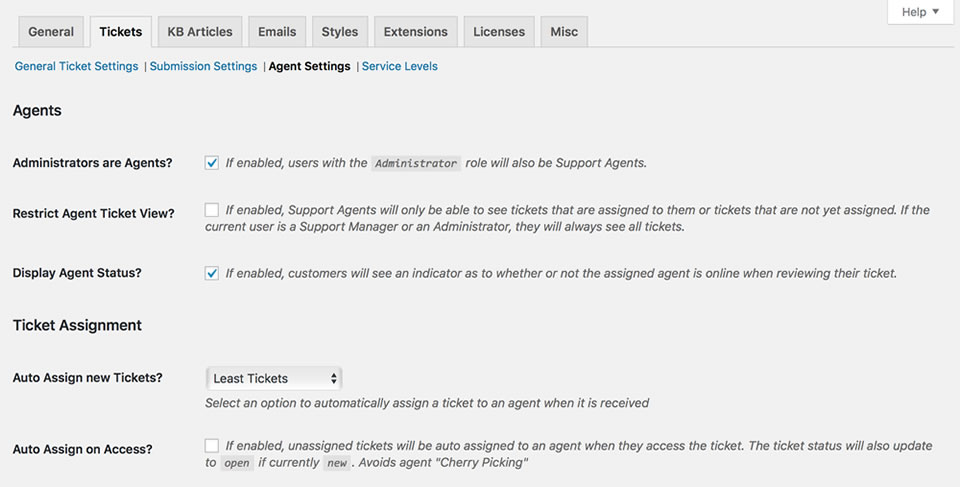 Help ▼
General Tickets KB Articles Emails Styles Extensions Licenses Misc
General Ticket Settings | Submission Settings | Agent Settings | Service Levels
Agents
Administrators are Agents? If enabled, users with the Administrator role will also be Support Agents.
Restrict Agent Ticket View? If enabled, Support Agents will only be able to see tickets that are assigned to them or tickets that are not yet assigned. If the
current user is a Support Manager or an Administrator, they will always see all tickets.
Display Agent Status? If enabled, customers will see an indicator as to whether or not the assigned agent is online when reviewing their ticket.
Ticket Assignment
Auto Assign new Tickets? Least Tickets
Select an option to automatically assign a ticket to an agent when it is received
Auto Assign on Access? If enabled, unassigned tickets will be auto assigned to an agent when they access the ticket. The ticket status will also update
to open if currently new . Avoids agent "Cherry Picking"